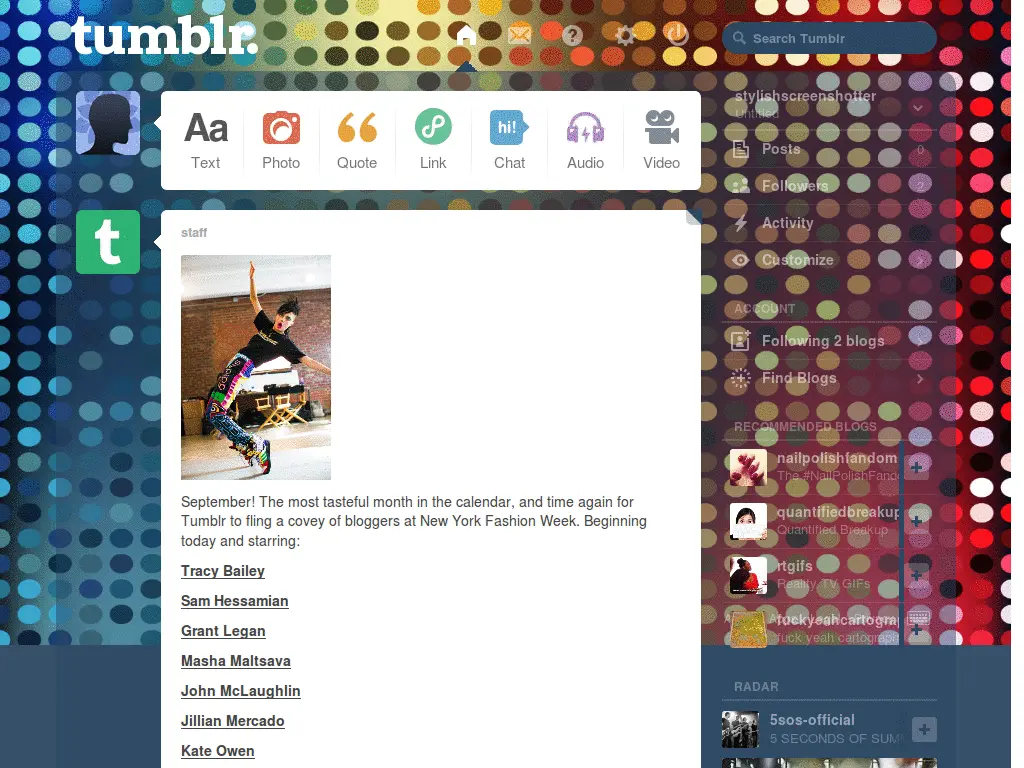 tumblr.
Search Tumblr
Aa
hi!
Text
Photo
Quote
Link
Chat
Audio
Video
t
staff
September! The most tasteful month in the calendar, and time again for
Tumblr to fling a covey of bloggers at New York Fashion Week. Beginning
today and starring:
Tracy Bailey
Sam Hessamian
Grant Legan
Masha Maltsava
John McLaughlin
Jillian Mercado
Kate Owen
stylishscreenshotter
Untitled
Posts 0
Followers 2
Activity
Customize
ACCOUNT
Following 2 blogs
Find Blogs
RECOMMENDED BLOGS
nailpolishfandom
The #NailPolishFand
quantifiedbreakup
Quantified Breakup
rtgifs
Reality TV GIFs
fuckyeahcartograp
fuck yeah cartograph
RADAR
5sos-official
5 SECONDS OF SUM